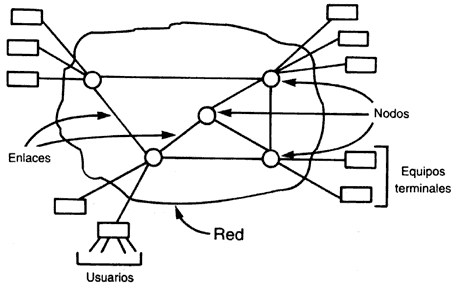 Nodos
Enlaces
Equipos
terminales
Red
Usuarios